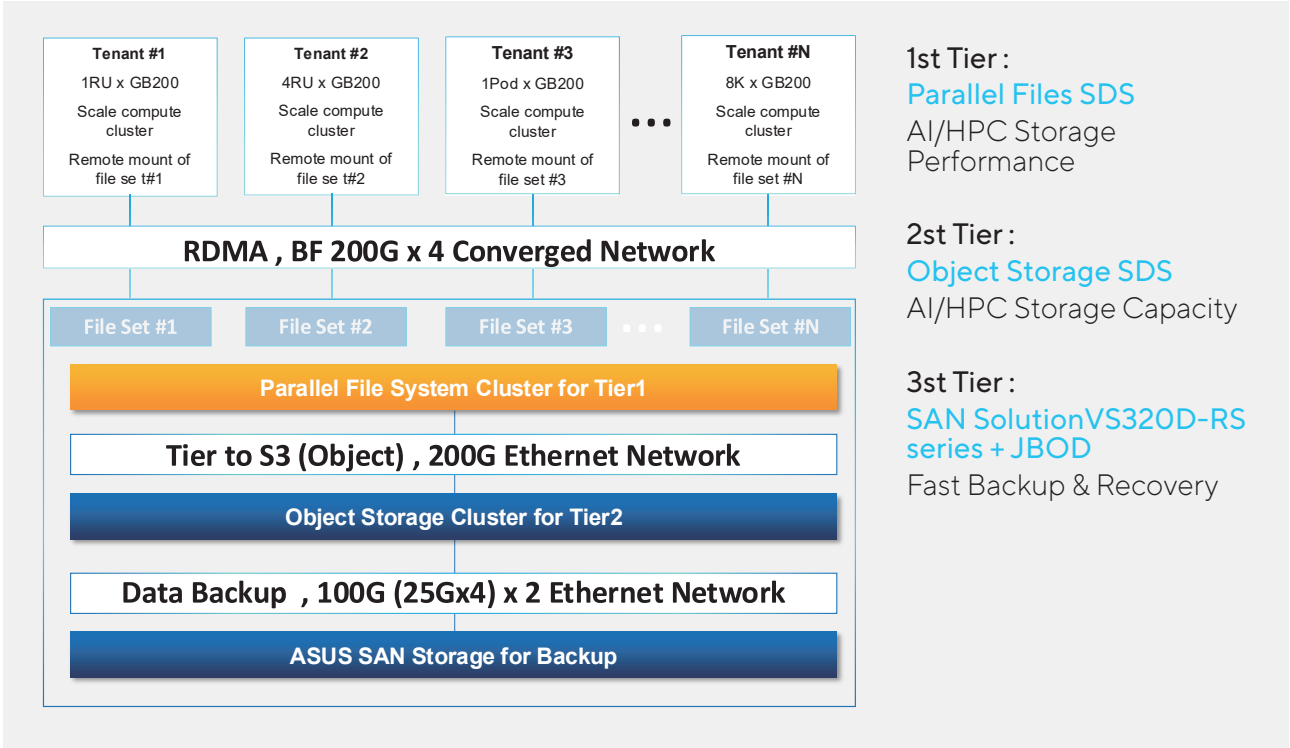 Tenant #1
1RU x GB200
Scale compute
cluster
Remote mount of
file se t#1
Tenant #2
4RU x GB200
Scale compute
cluster
Remote mount of
file se t#2
Tenant #3
1Pod x GB200
Scale compute
cluster
Remote mount of
file set #3
...
Tenant #N
8K x GB200
Scale compute
cluster
Remote mount of
file set #N
RDMA , BF 200G x 4 Converged Network
File Set #1
File Set #2
File Set #3
...
File Set #N
Parallel File System Cluster for Tier1
Tier to S3 (Object) , 200G Ethernet Network
Object Storage Cluster for Tier2
Data Backup , 100G (25Gx4) x 2 Ethernet Network
ASUS SAN Storage for Backup
1st Tier :
Parallel Files SDS
AI/HPC Storage
Performance
2st Tier :
Object Storage SDS
AI/HPC Storage Capacity
3st Tier :
SAN SolutionVS320D-RS
series + JBOD
Fast Backup & Recovery